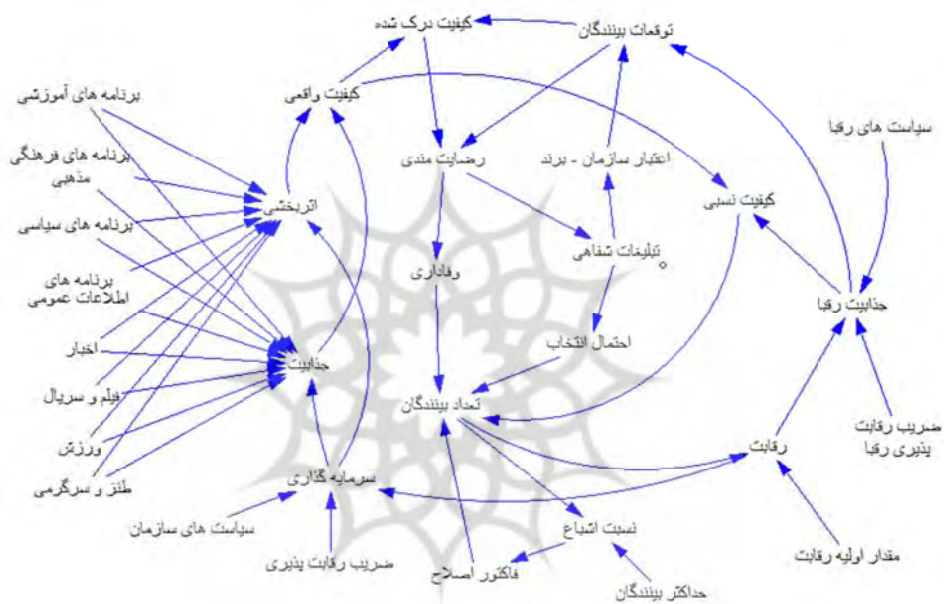 کیفیت درک شده
توقعات بینندگان
برنامه های آموزشی
کیفیت واقعی
سیاست های رقبا
برنامه های فرهنگی
مذهبی
رضایت مندی
اعتبار سازمان - برند
کیفیت نسبی
اثربخشی
برنامه های سیاسی
تبلیغات شفاهی
وفاداری
برنامه های
اطلاعات عمومی
جذابیت رقبا
اخبار
جذابیت
احتمال انتخاب
فیلم و سریال
تعداد بینندگان
ضریب رقابت
پذیری رقبا
ورزش
رقابت
طنز و سرگرمی
سرمایه گذاری
سیاست های سازمان
نسبت اشباع
ضریب رقابت پذیری
فاکتور اصلاح
مقدار اولیه رقابت
حداکثر بینندگان